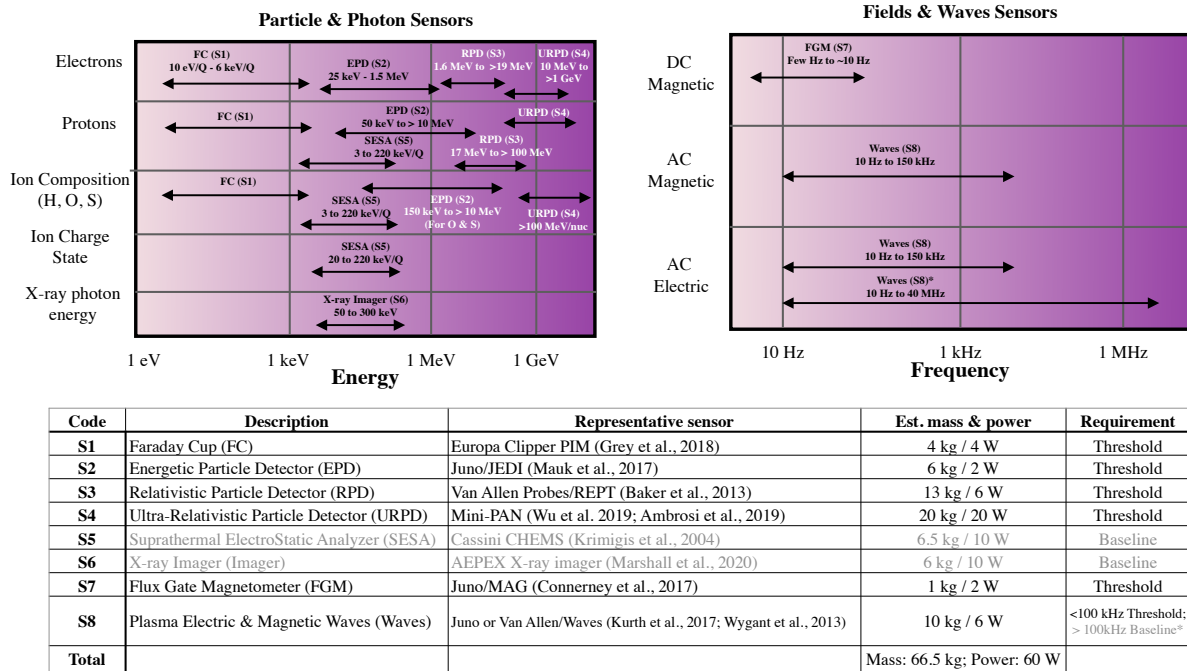 Particle & Photon Sensors
Electrons
FC (S1)
10 eV/Q - 6 keV/Q
EPD (S2)
25 keV - 1.5 MeV
RPD (S3)
1.6 MeV to >19 MeV
URPD (S4)
10 MeV to
>1 GeV
Protons
FC (S1)
EPD (S2)
50 keV to > 10 MeV
URPD (S4)
SESA (S5)
3 to 220 keV/Q
RPD (S3)
17 MeV to > 100 MeV
Ion Composition
(H, O, S)
FC (S1)
SESA (S5)
3 to 220 keV/Q
EPD (S2)
150 keV to > 10 MeV
(For O & S)
URPD (S4)
>100 MeV/nuc
Ion Charge
State
SESA (S5)
20 to 220 keV/Q
X-ray photon
energy
X-ray Imager (S6)
50 to 300 keV
1 eV 1 keV 1 MeV 1 GeV
Energy
Fields & Waves Sensors
DC
Magnetic
FGM (S7)
Few Hz to ~10 Hz
AC
Magnetic
Waves (S8)
10 Hz to 150 kHz
AC
Electric
Waves (S8)
10 Hz to 150 kHz
Waves (S8)*
10 Hz to 40 MHz
10 Hz 1 kHz 1 MHz
Frequency
Code Description Representative sensor Est. mass & power Requirement
S1 Faraday Cup (FC) Europa Clipper PIM (Grey et al., 2018) 4 kg / 4 W Threshold
S2 Energetic Particle Detector (EPD) Juno/JEDI (Mauk et al., 2017) 6 kg / 2 W Threshold
S3 Relativistic Particle Detector (RPD) Van Allen Probes/REPT (Baker et al., 2013) 13 kg / 6 W Threshold
S4 Ultra-Relativistic Particle Detector (URPD) Mini-PAN (Wu et al. 2019; Ambrosi et al., 2019) 20 kg / 20 W Threshold
S5 Suprathermal ElectroStatic Analyzer (SESA) Cassini CHEMS (Krimigis et al., 2004) 6.5 kg / 10 W Baseline
S6 X-ray Imager (Imager) AEPEX X-ray imager (Marshall et al., 2020) 6 kg / 10 W Baseline
S7 Flux Gate Magnetometer (FGM) Juno/MAG (Connerney et al., 2017) 1 kg / 2 W Threshold
S8 Plasma Electric & Magnetic Waves (Waves) Juno or Van Allen/Waves (Kurth et al., 2017; Wygant et al., 2013) 10 kg / 6 W <100 kHz Threshold;
> 100kHz Baseline*
Total Mass: 66.5 kg; Power: 60 W